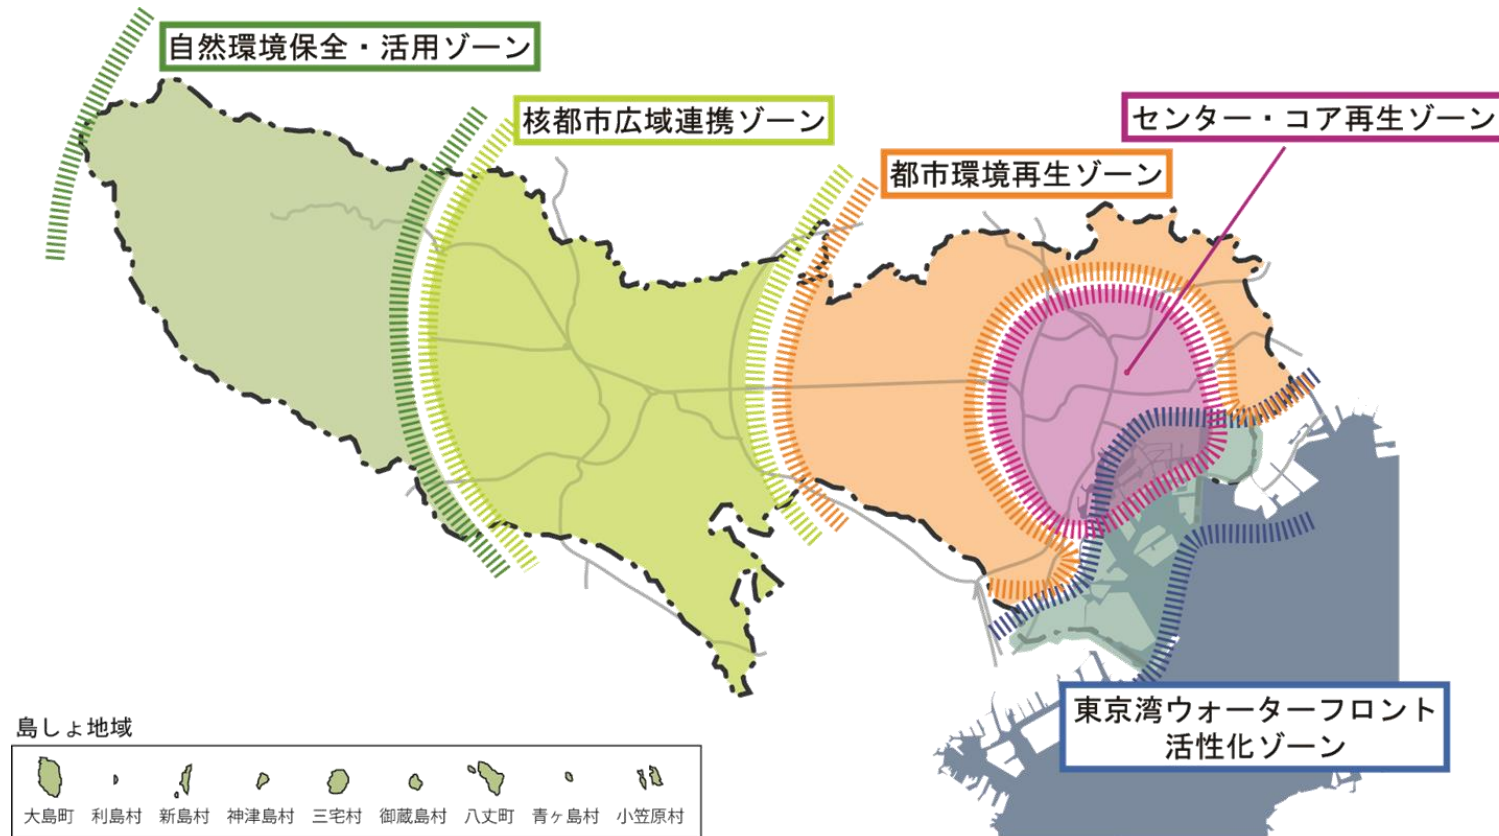 自然環境保全・活用ゾーン
核都市広域連携ゾーン
センター・コア再生ゾーン
都市環境再生ゾーン
東京湾ウォーターフロント
活性化ゾーン
島しょ地域
大島町 利島村 新島村 神津島村 三宅村 御蔵島村 八丈町 青ヶ島村 小笠原村